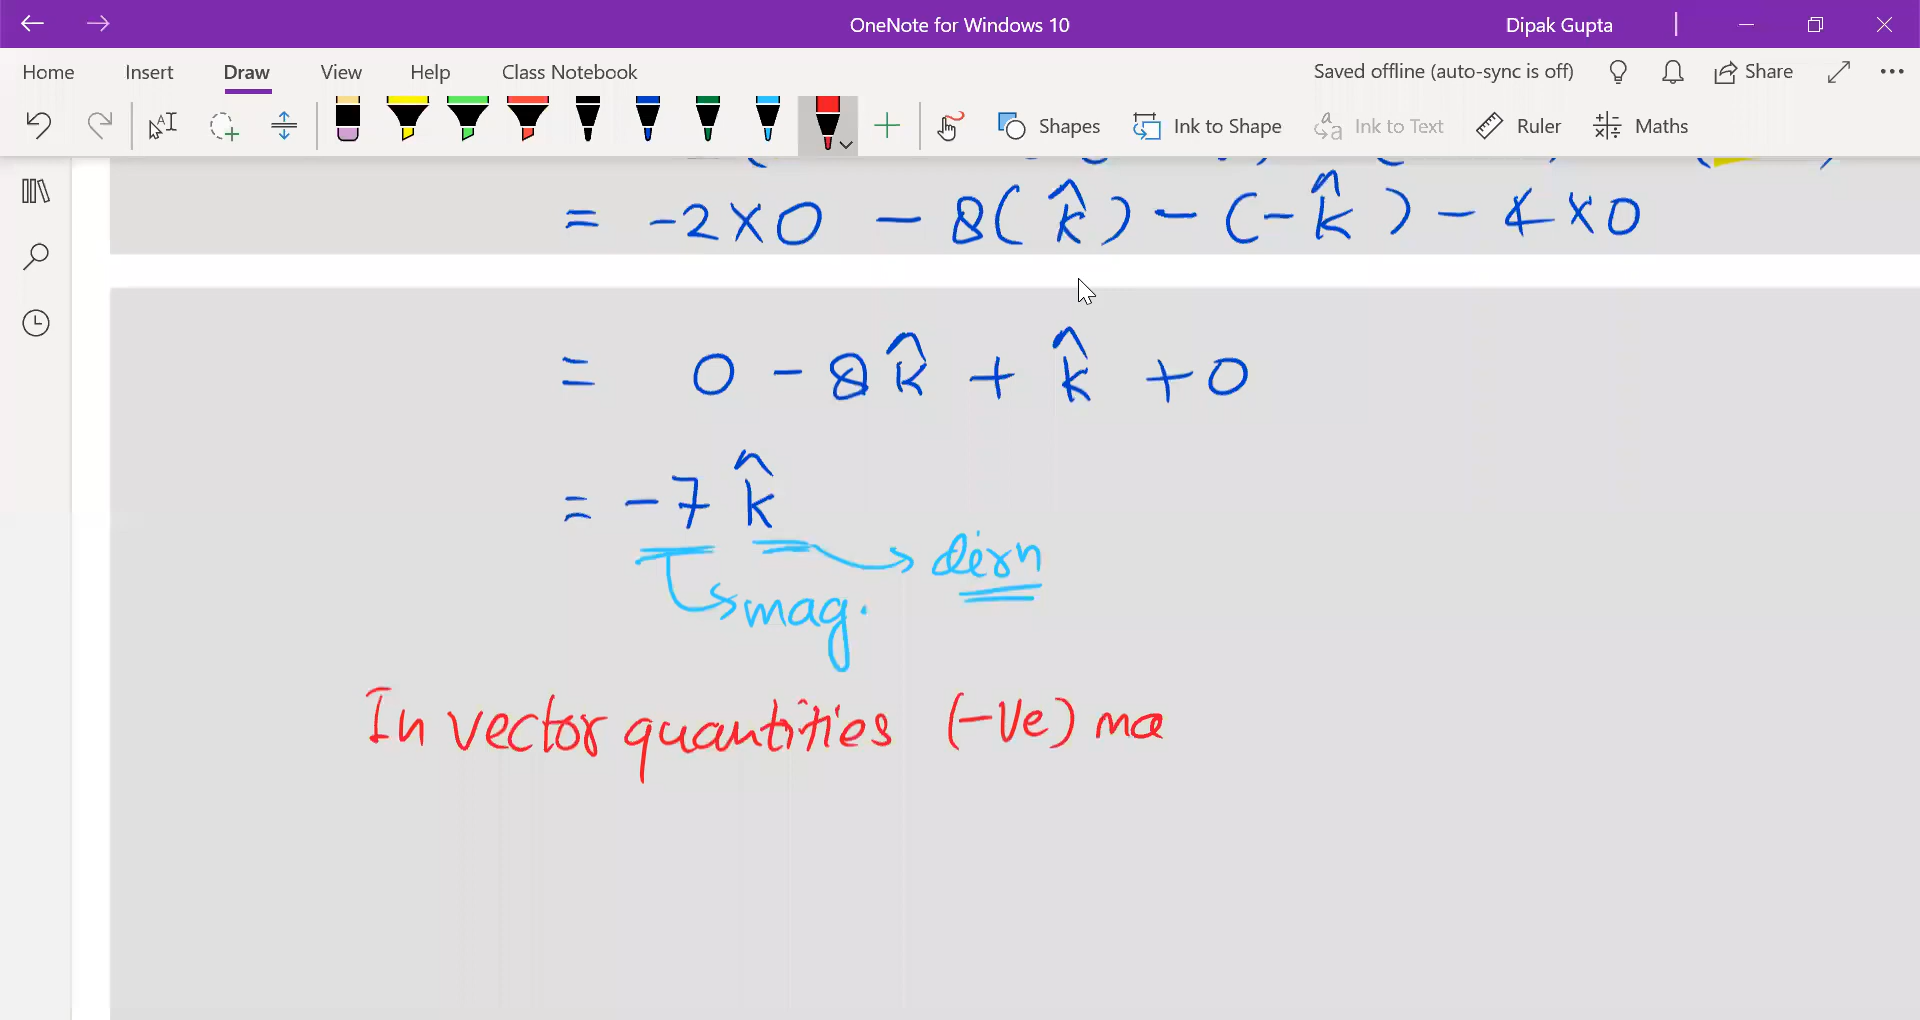 OneNote for Windows 10
Dipak Gupta
Home Insert Draw View Help Class Notebook
Saved offline (auto-sync is off) Share
Shapes Ink to Shape Ink to Text Ruler Maths
= -2 × 0 - 8(k̂) - (-k̂) - 4 × 0
= 0 - 8k̂ + k̂ + 0
= -7 k̂
dirn
mag.
In vector quantities (-ve) ma